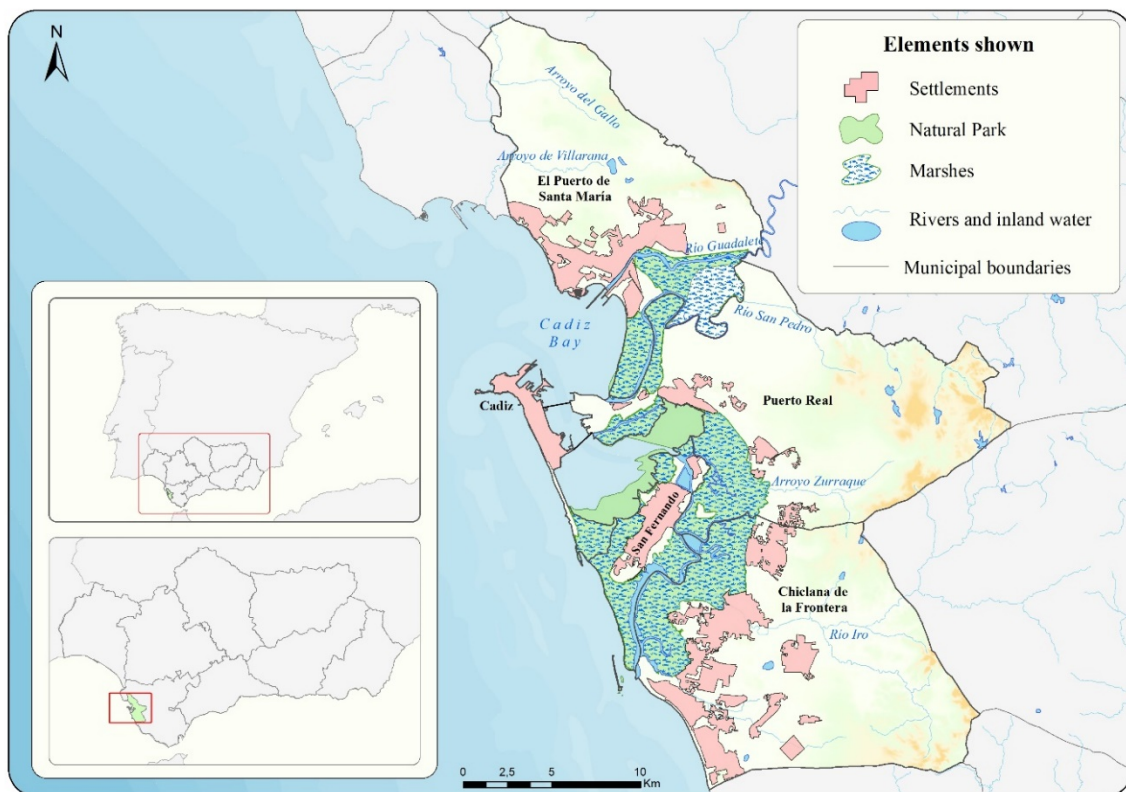 N
Elements shown
Settlements
Natural Park
Marshes
Rivers and inland water
Municipal boundaries
Arroyo del Gallo
Arroyo de Villarana
El Puerto de
Santa María
Río Guadalete
Río San Pedro
Cadiz
Bay
Cadiz
Puerto Real
Arroyo Zurraque
San Fernando
Chiclana de
la Frontera
Río Iro
0 2,5 5 10
Km